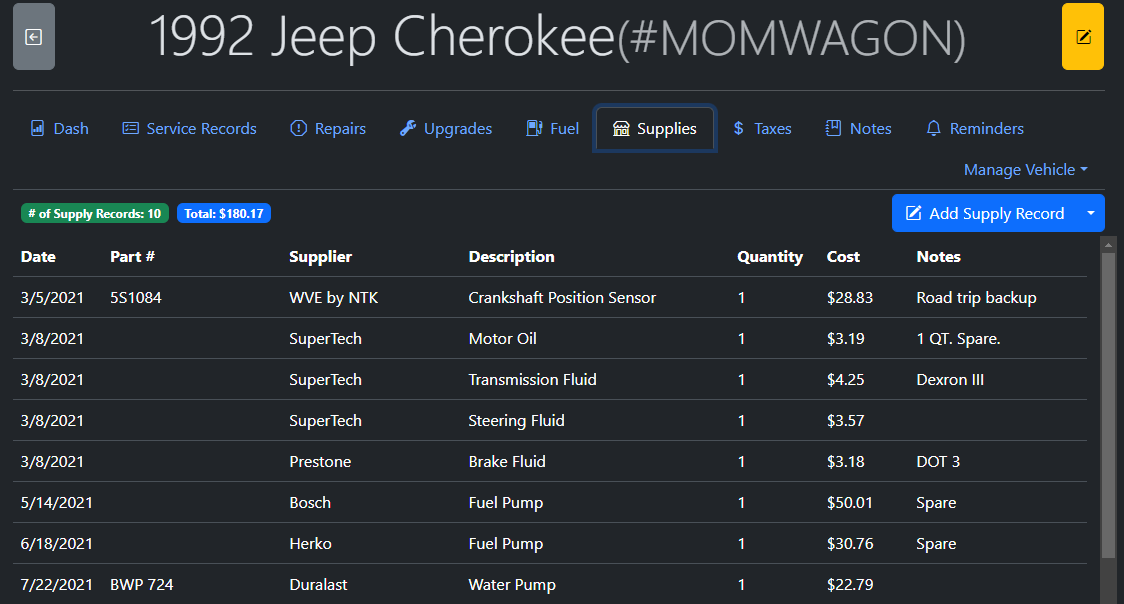 1992 Jeep Cherokee(#MOMWAGON)
Dash Service Records Repairs Upgrades Fuel Supplies Taxes Notes Reminders
Manage Vehicle
# of Supply Records: 10 Total: $180.17 Add Supply Record
Date Part # Supplier Description Quantity Cost Notes
3/5/2021 5S1084 WVE by NTK Crankshaft Position Sensor 1 $28.83 Road trip backup
3/8/2021 SuperTech Motor Oil 1 $3.19 1 QT. Spare.
3/8/2021 SuperTech Transmission Fluid 1 $4.25 Dexron III
3/8/2021 SuperTech Steering Fluid 1 $3.57
3/8/2021 Prestone Brake Fluid 1 $3.18 DOT 3
5/14/2021 Bosch Fuel Pump 1 $50.01 Spare
6/18/2021 Herko Fuel Pump 1 $30.76 Spare
7/22/2021 BWP 724 Duralast Water Pump 1 $22.79